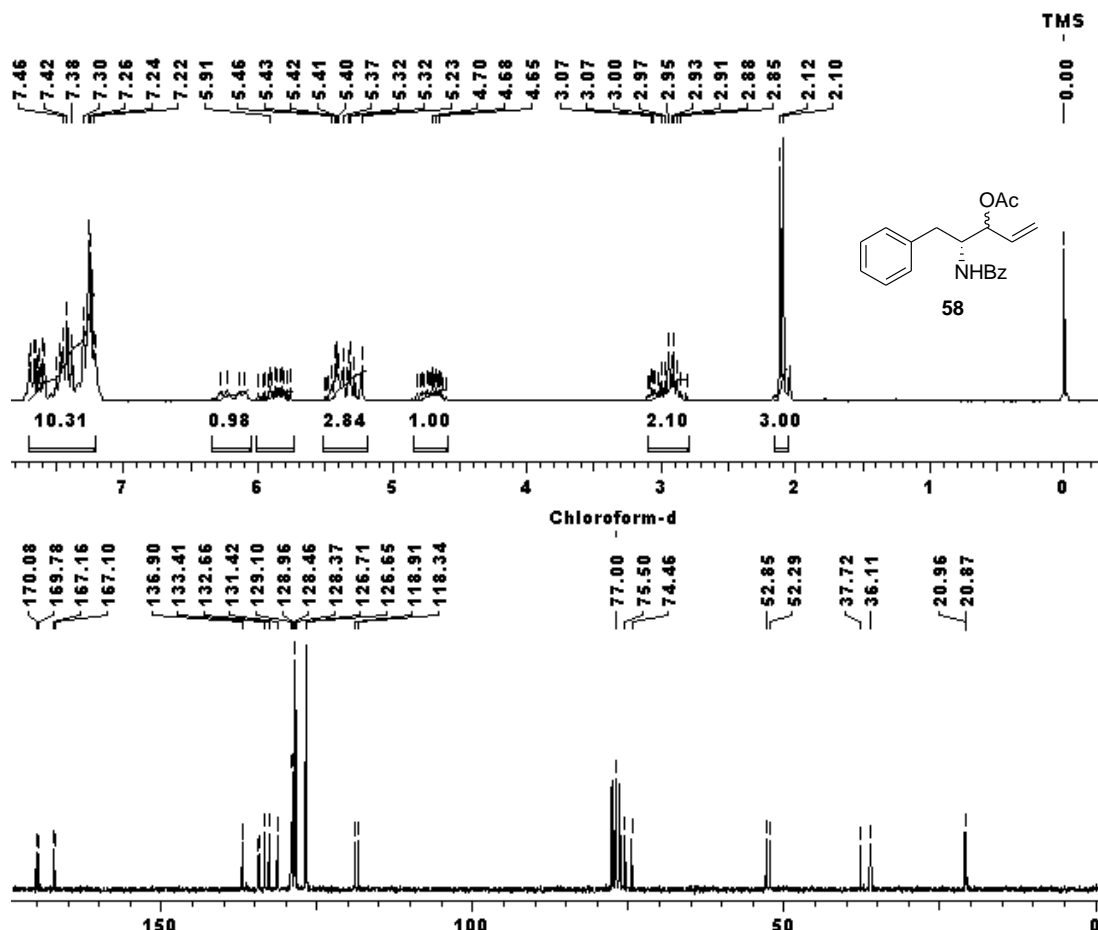 TMS
7.46 7.42 7.38 7.30 7.26 7.24 7.22 5.91 5.46 5.43 5.42 5.41 5.40 5.37 5.32 5.32 5.23 4.70 4.68 4.65 3.07 3.07 3.00 2.97 2.95 2.93 2.91 2.88 2.85 2.12 2.10 0.00
OAc
NHBz
58
10.31 0.98 2.84 1.00 2.10 3.00
7 6 5 4 3 2 1 0
Chloroform-d
170.08 169.78 167.16 167.10 136.90 133.41 132.66 131.42 129.10 128.96 128.46 128.37 126.71 126.65 118.91 118.34 77.00 75.50 74.46 52.85 52.29 37.72 36.11 20.96 20.87
150 100 50 0